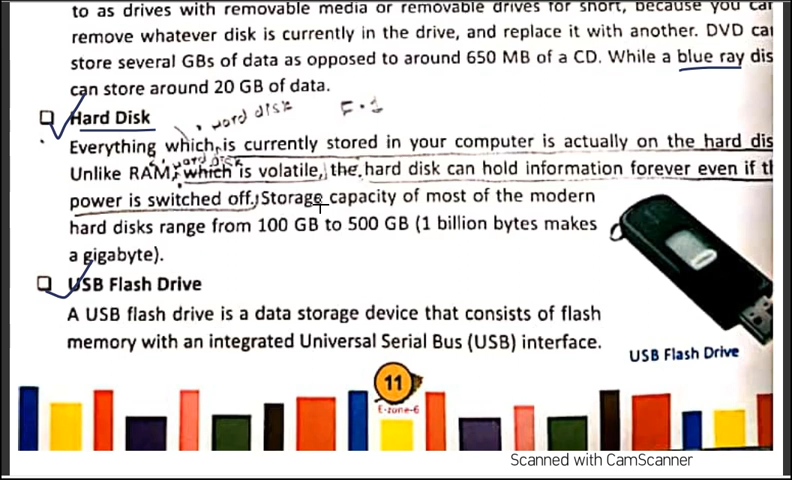 to as drives with removable media or removable drives for short, because you can
remove whatever disk is currently in the drive, and replace it with another. DVD can
store several GBs of data as opposed to around 650 MB of a CD. While a blue ray dis
can store around 20 GB of data.
Hard Disk
word disk
F.1
Everything which is currently stored in your computer is actually on the hard dis
word disk
Unlike RAM, which is volatile, the hard disk can hold information forever even if th
power is switched off. Storage capacity of most of the modern
hard disks range from 100 GB to 500 GB (1 billion bytes makes
a gigabyte).
USB Flash Drive
A USB flash drive is a data storage device that consists of flash
memory with an integrated Universal Serial Bus (USB) interface.
USB Flash Drive
11
E-zone-6
Scanned with CamScanner